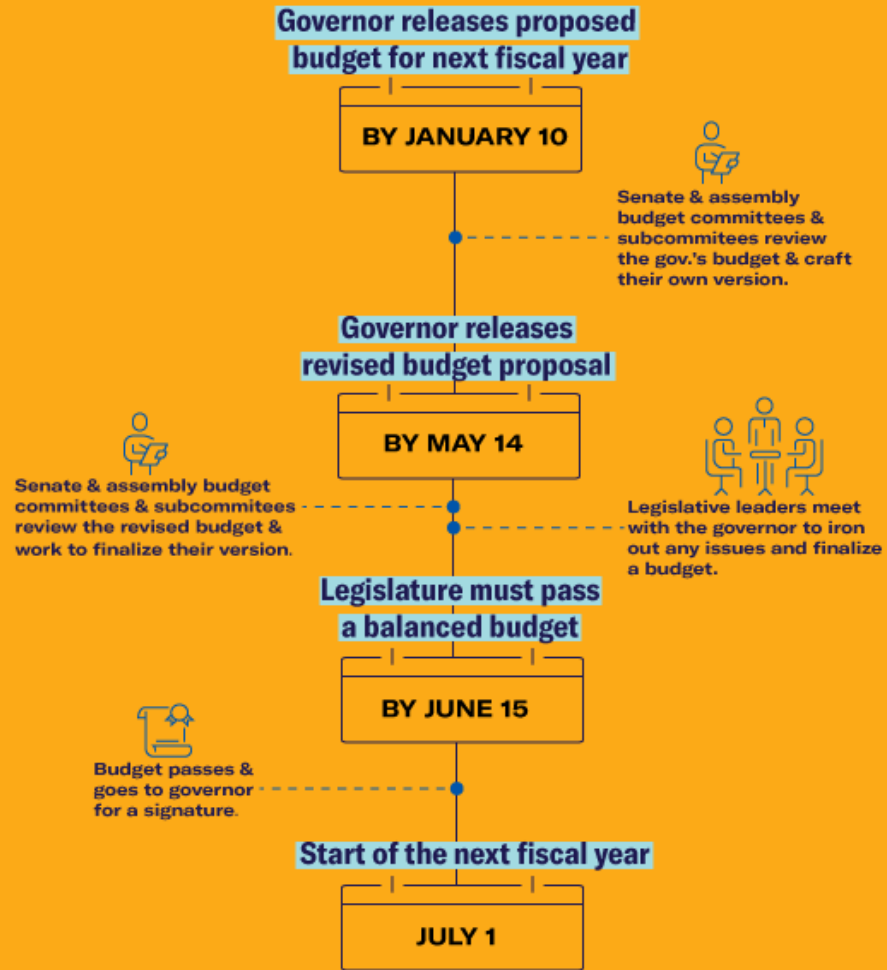 Governor releases proposed
budget for next fiscal year
BY JANUARY 10
Senate & assembly
budget committees &
subcommitees review
the gov.'s budget & craft
their own version.
Governor releases
revised budget proposal
BY MAY 14
Senate & assembly budget
committees & subcommitees
review the revised budget &
work to finalize their version.
Legislative leaders meet
with the governor to iron
out any issues and finalize
a budget.
Legislature must pass
a balanced budget
BY JUNE 15
Budget passes &
goes to governor
for a signature.
Start of the next fiscal year
JULY 1